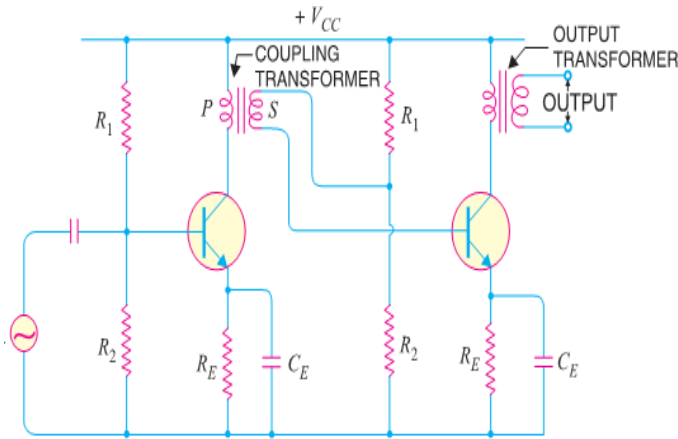 + V_CC
COUPLING
TRANSFORMER
OUTPUT
TRANSFORMER
P
S
R_1
R_1
OUTPUT
R_2
R_E
C_E
R_2
R_E
C_E